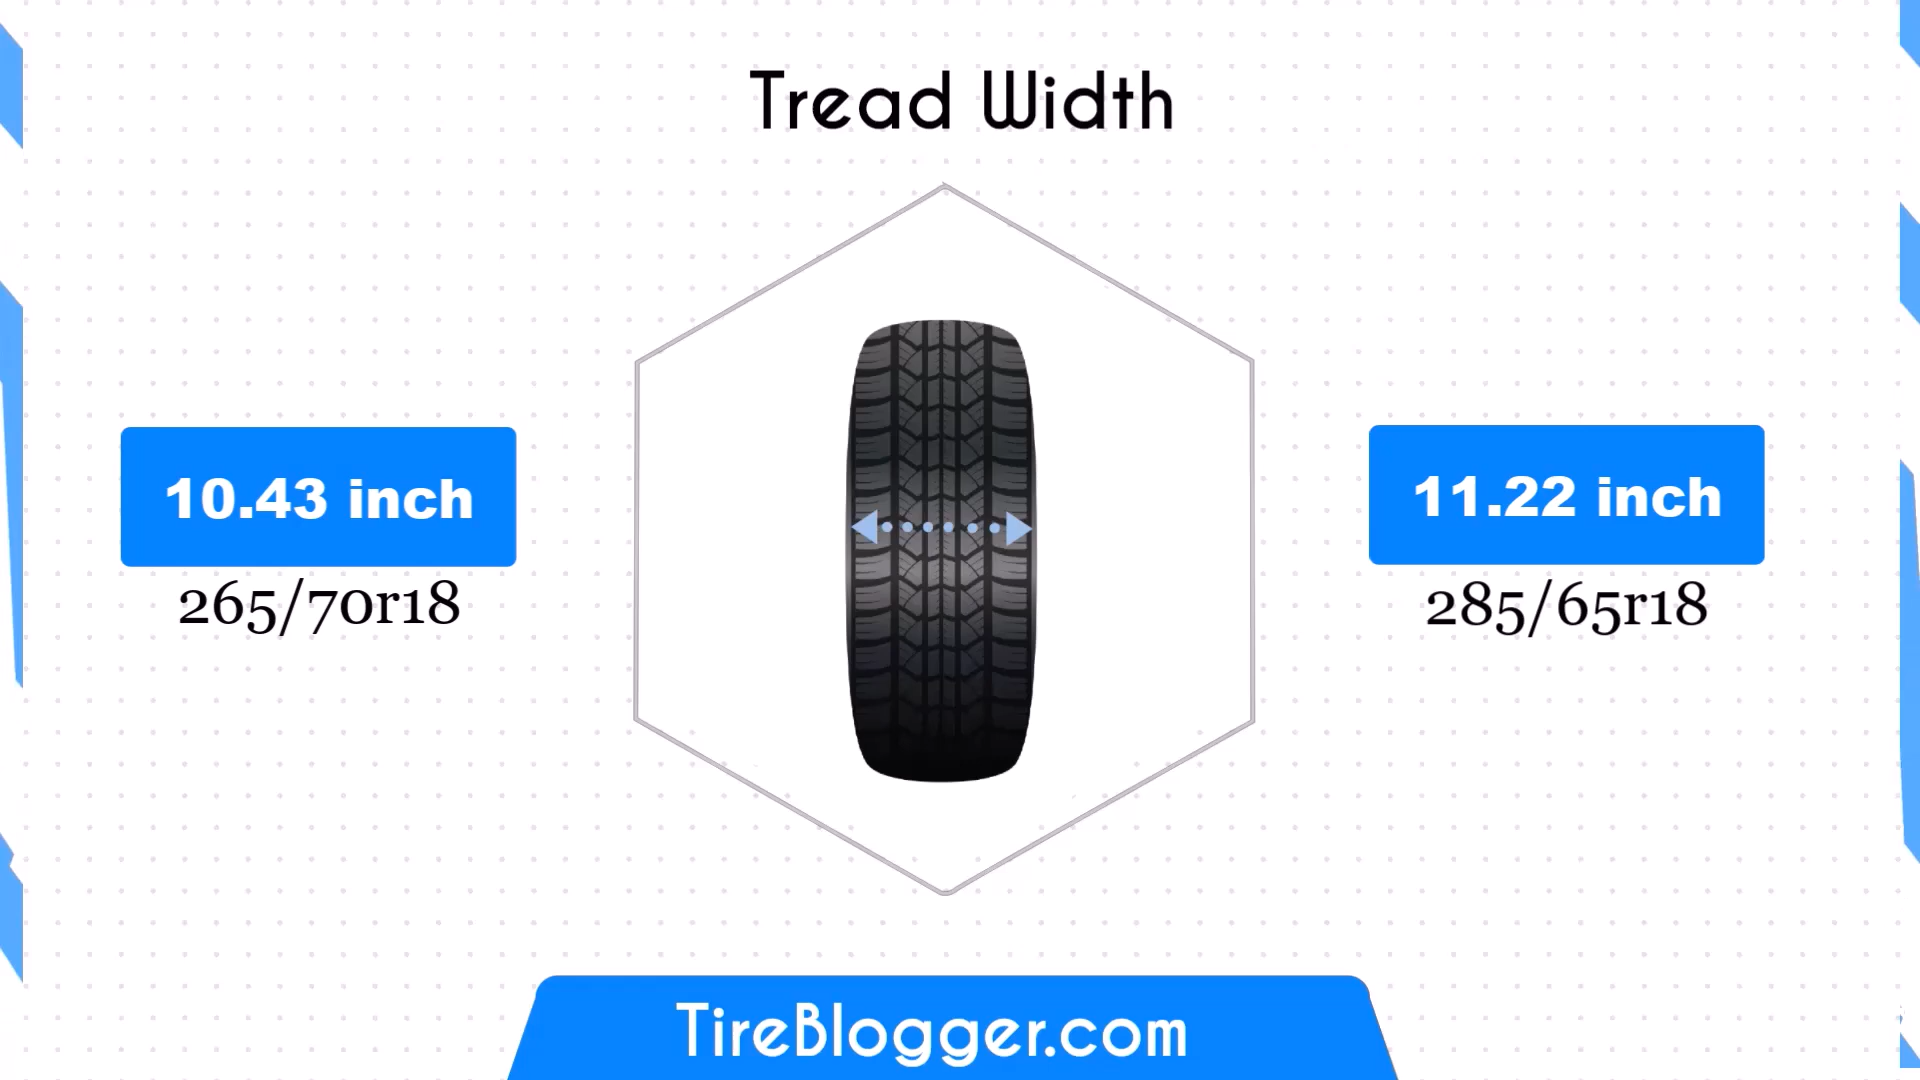 Tread Width
10.43 inch
265/70r18
11.22 inch
285/65r18
TireBlogger.com